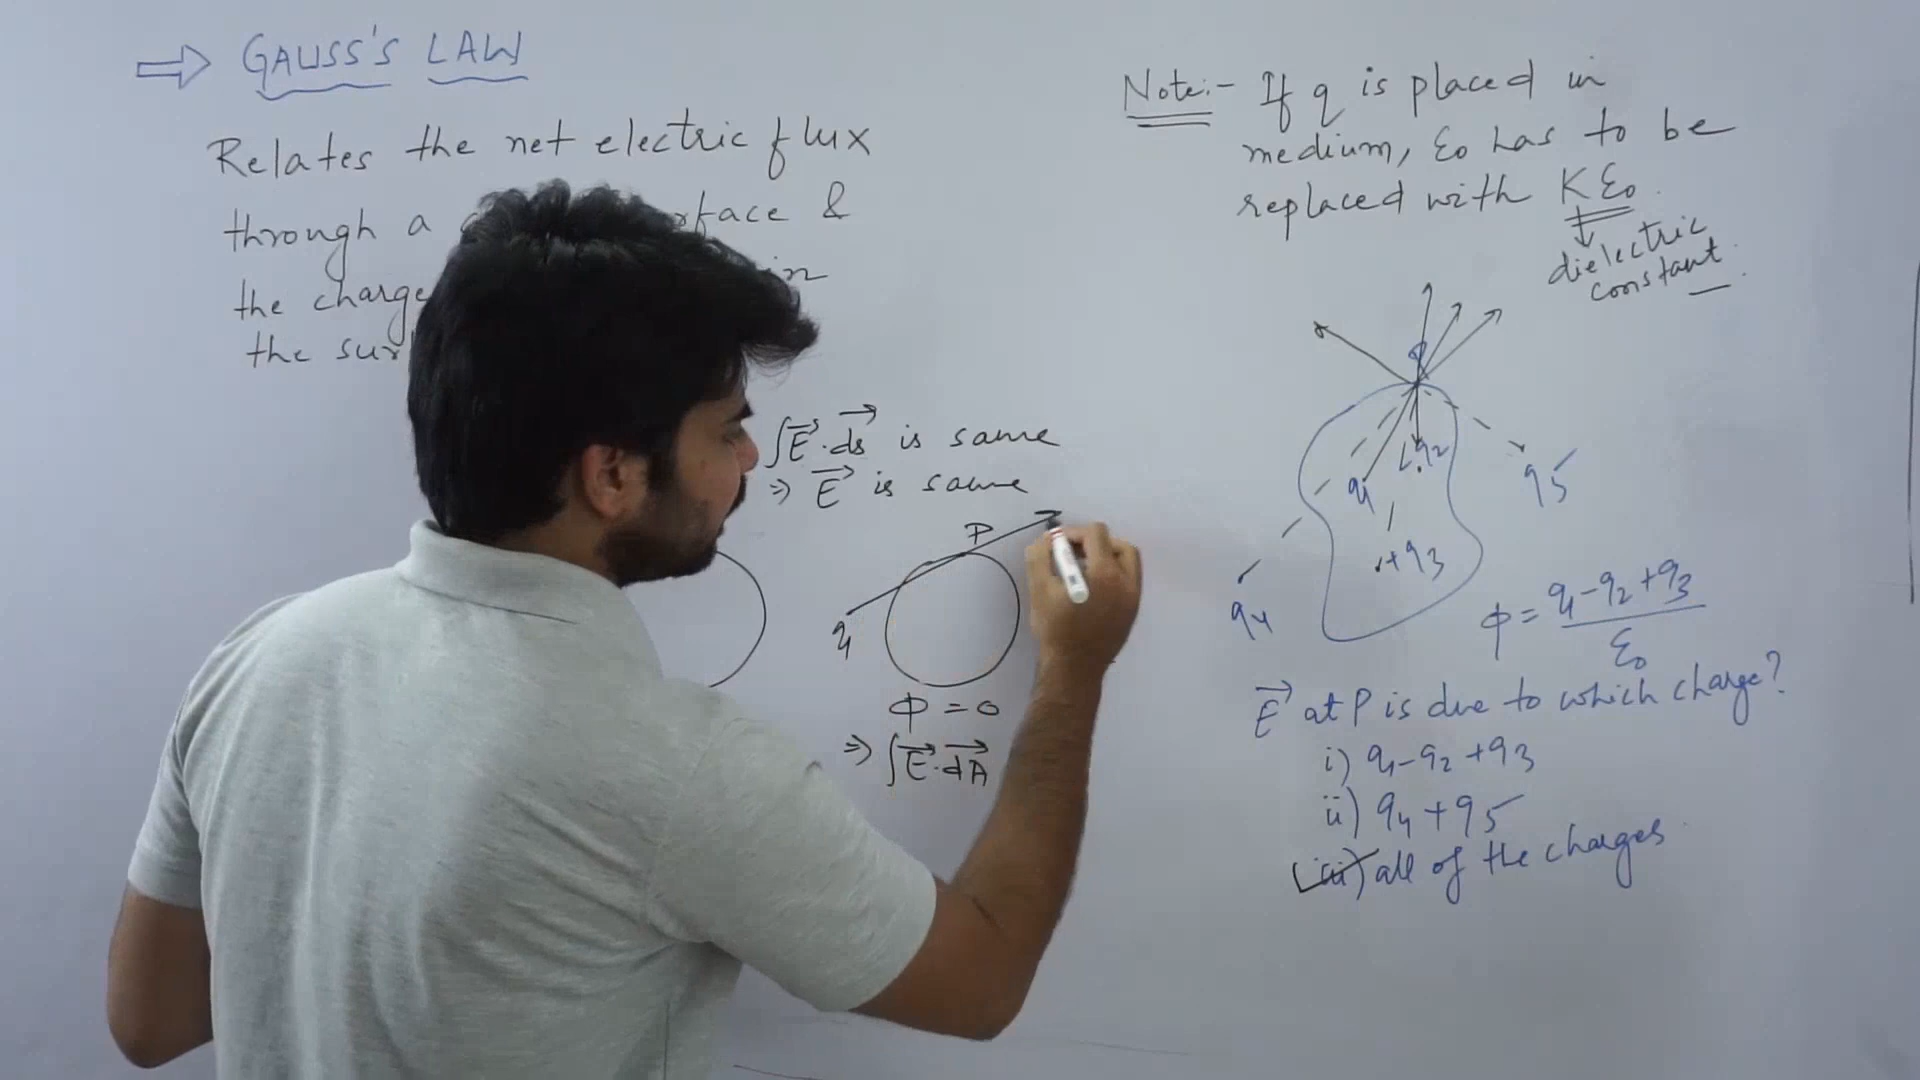 ⇒ GAUSS'S LAW
Relates the net electric flux
through a &
the charge in
the
∫E⃗·ds⃗ is same
⇒ E⃗ is same
P
q
Φ = 0
⇒ ∫E⃗·dA⃗
Note:- If q is placed in
medium, ε₀ has to be
replaced with Kε₀.
dielectric
constant
P
q₁
-q₂
q₅
+q₃
q₄
Φ = q₁-q₂+q₃
ε₀
E⃗ at P is due to which charge?
i) q₁-q₂+q₃
ii) q₄+q₅
iii) all of the charges